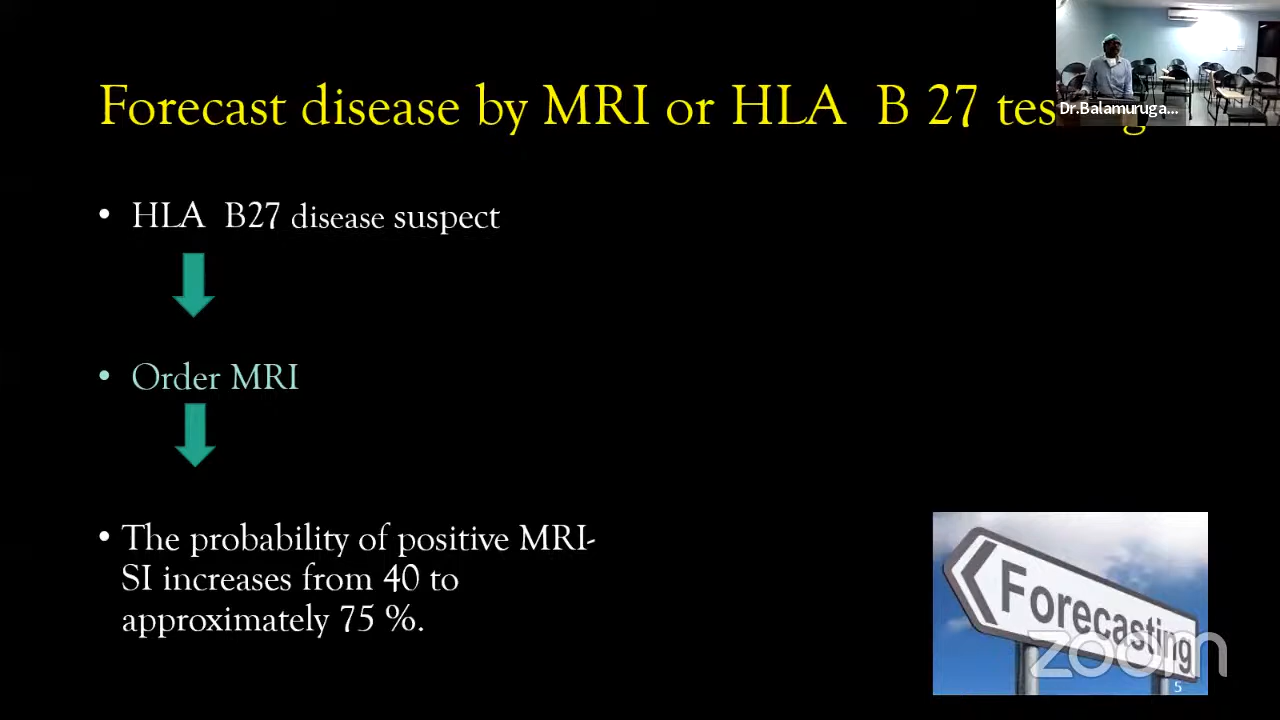 Forecast disease by MRI or HLA B 27
Dr.Balamuruga...
• HLA B27 disease suspect
• Order MRI
• The probability of positive MRI-
SI increases from 40 to
approximately 75 %.
Forecasting
zoom
5